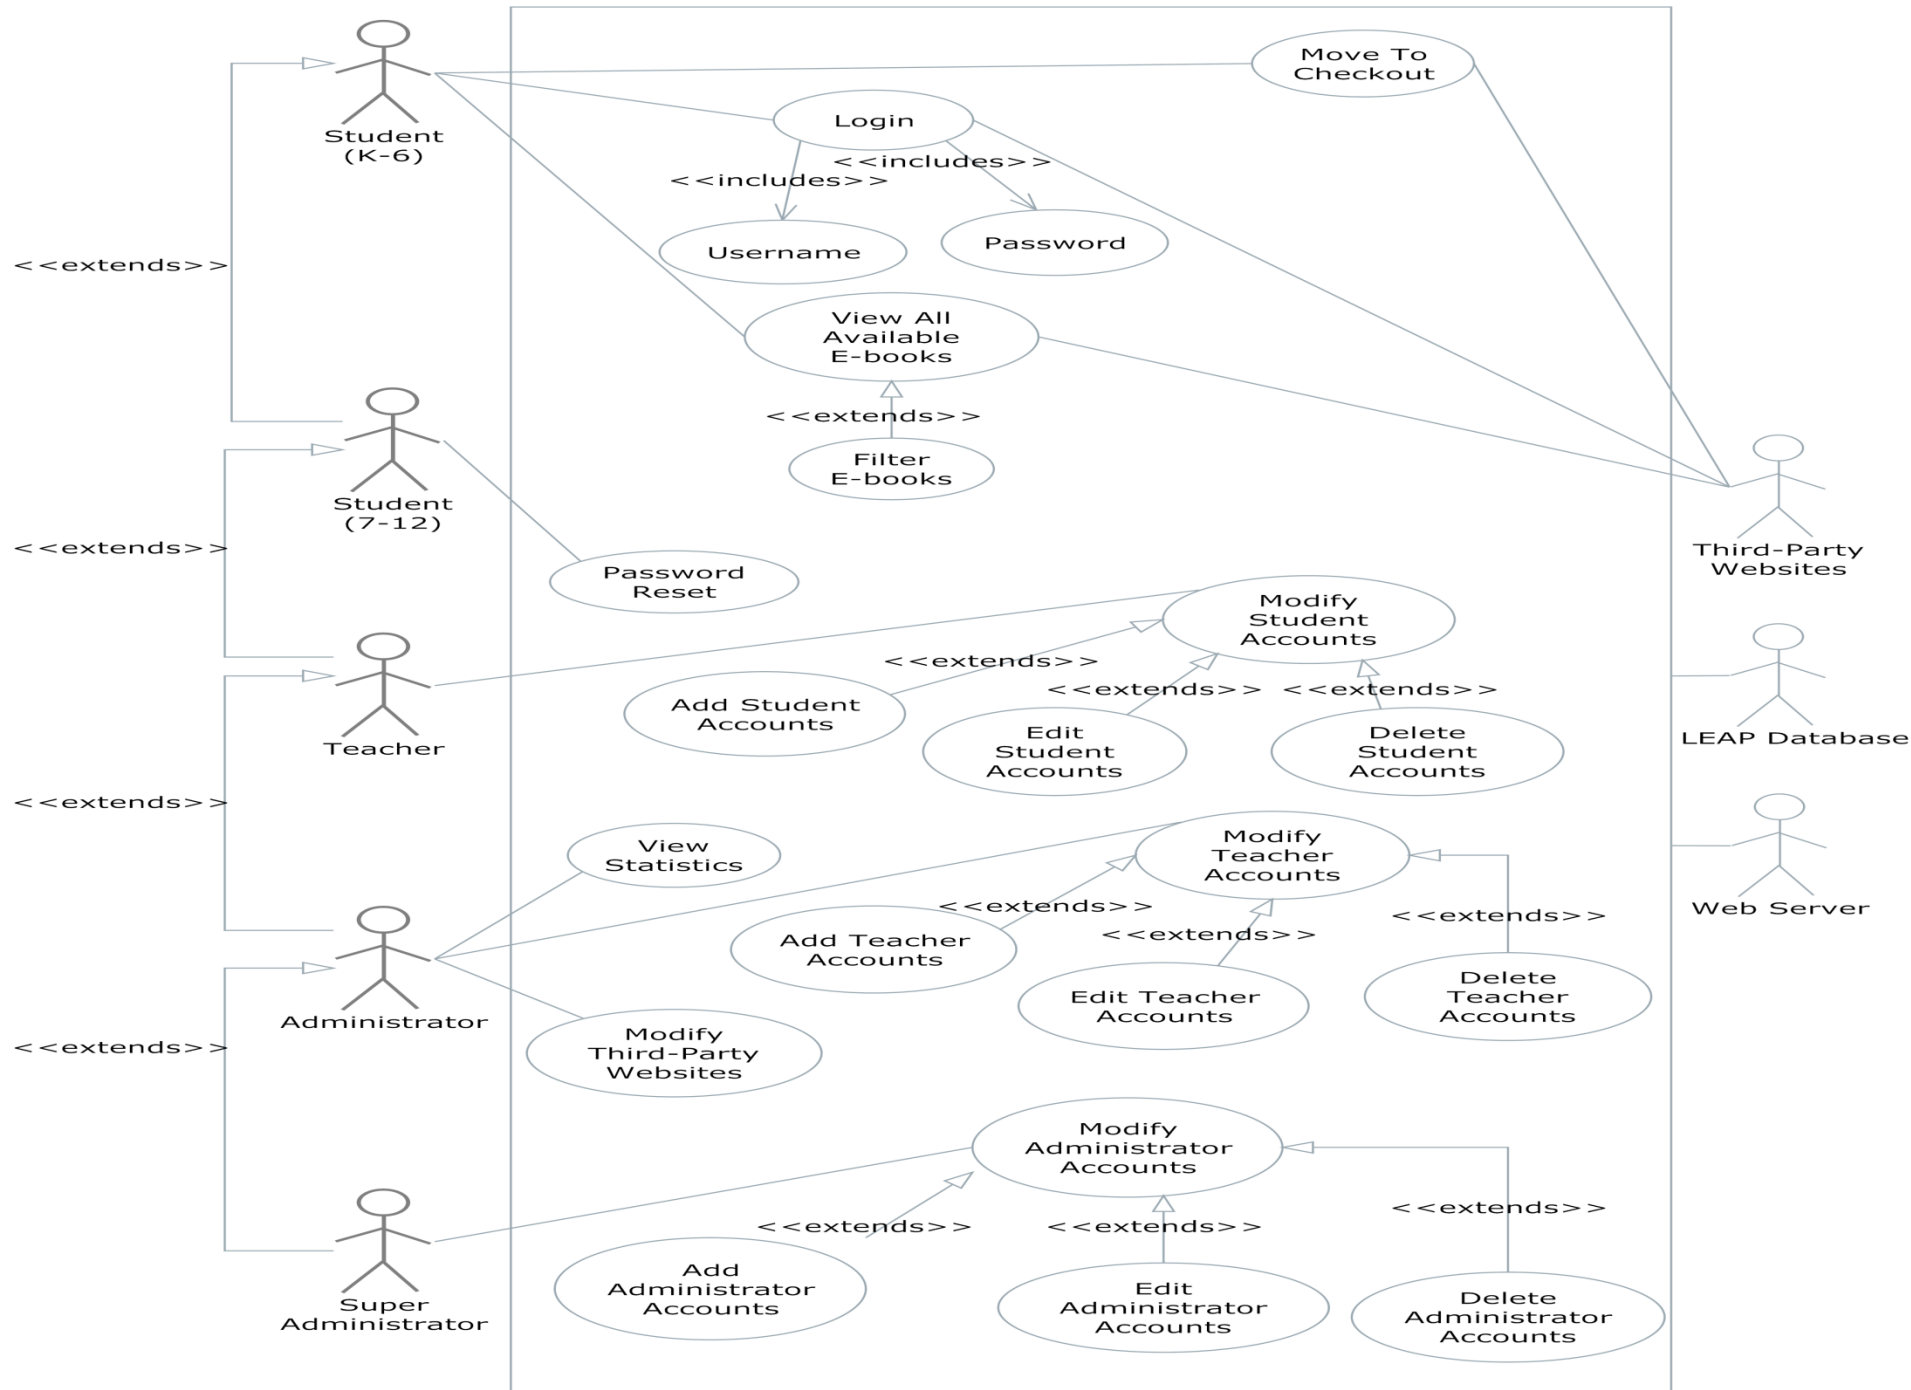 Move To
Checkout
Login
Student
(K-6)
<<includes>>
<<includes>>
Username
Password
<<extends>>
View All
Available
E-books
<<extends>>
Filter
E-books
Student
(7-12)
<<extends>>
Third-Party
Websites
Password
Reset
Modify
Student
Accounts
<<extends>>
<<extends>>
<<extends>>
Add Student
Accounts
Edit
Student
Accounts
Delete
Student
Accounts
Teacher
LEAP Database
<<extends>>
View
Statistics
Modify
Teacher
Accounts
Web Server
<<extends>>
<<extends>>
<<extends>>
Add Teacher
Accounts
Edit Teacher
Accounts
Delete
Teacher
Accounts
Administrator
<<extends>>
Modify
Third-Party
Websites
Modify
Administrator
Accounts
<<extends>>
<<extends>>
<<extends>>
Add
Administrator
Accounts
Edit
Administrator
Accounts
Delete
Administrator
Accounts
Super
Administrator